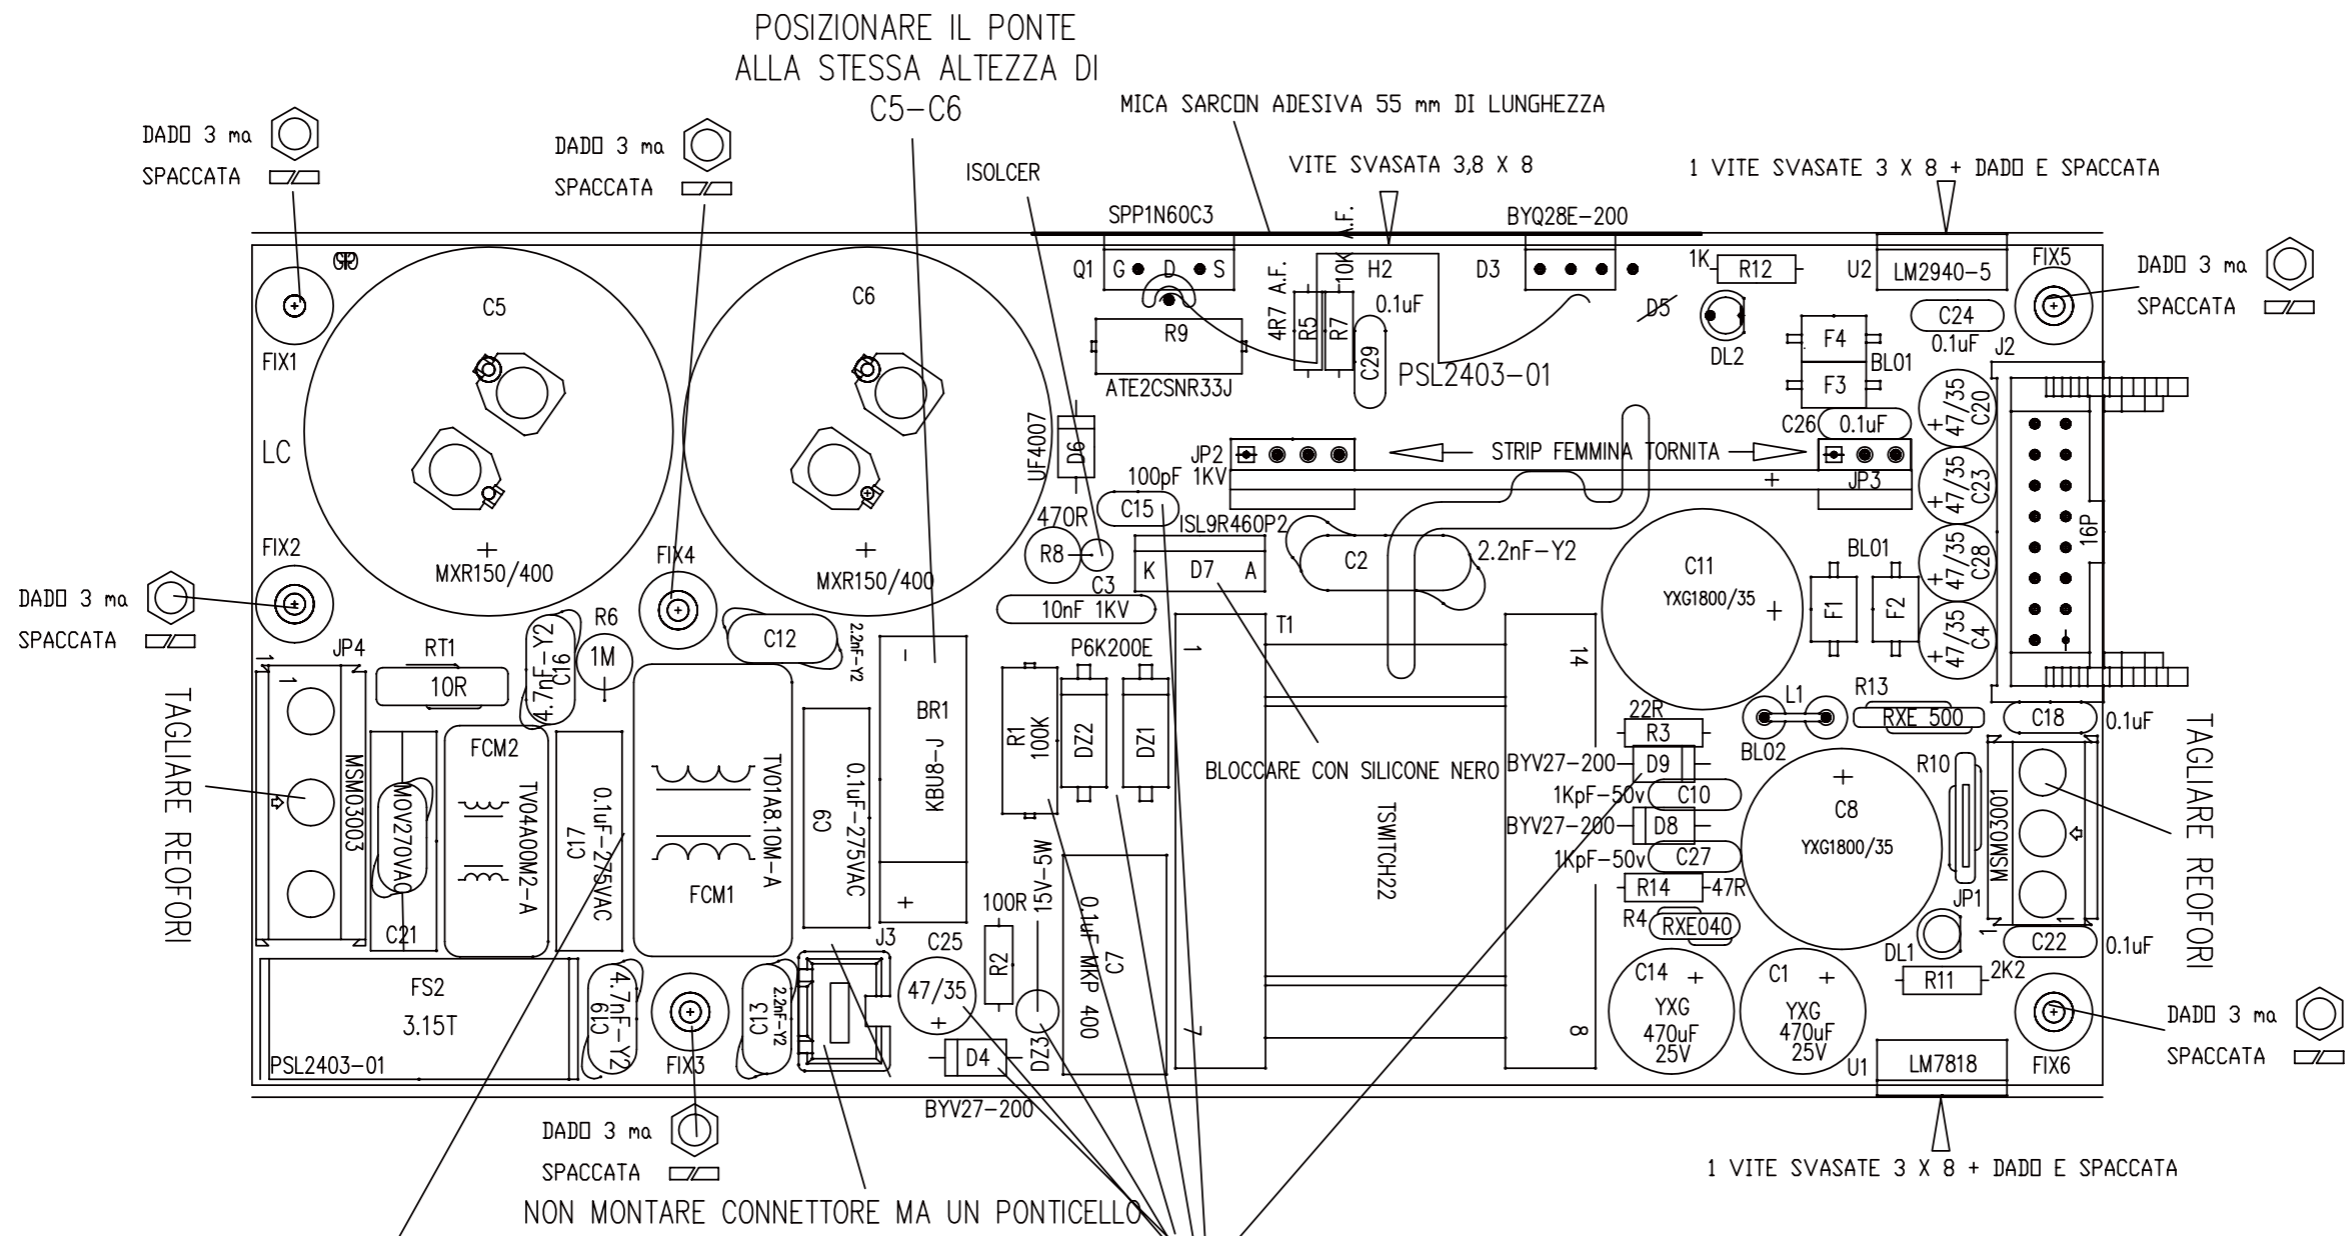 POSIZIONARE IL PONTE
ALLA STESSA ALTEZZA DI
C5-C6
MICA SARCON ADESIVA 55 mm DI LUNGHEZZA
DADO 3 ma
SPACCATA
DADO 3 ma
SPACCATA
ISOLCER
VITE SVASATA 3,8 X 8
1 VITE SVASATE 3 X 8 + DADO E SPACCATA
SPP1N60C3
A.F.
BYQ28E-200
Q1
G
D
S
4R7 A.F.
10K
H2
D3
1K
R12
U2
LM2940-5
FIX5
DADO 3 ma
SPACCATA
C5
C6
R9
R5
R7
0.1uF
C29
D5
DL2
F4
BL01
F3
C24
0.1uF
J2
FIX1
ATE2CSNR33J
PSL2403-01
LC
UF4007
D6
JP2
STRIP FEMMINA TORNITA
C26
0.1uF
JP3
+
47/35
C20
+
47/35
C23
+
47/35
C28
+
47/35
C4
+
16P
100pF 1KV
C15
ISL9R460P2
470R
R8
FIX2
FIX4
+
MXR150/400
+
MXR150/400
C3
10nF 1KV
K
D7
A
C2
2.2nF-Y2
C11
YXG1800/35
+
BL01
F1
F2
DADO 3 ma
SPACCATA
JP4
1
1
RT1
10R
4.7nF-Y2
C16
R6
1M
C12
2.2nF-Y2
-
BR1
KBU8-J
+
P6K200E
R1
100K
DZ2
DZ1
T1
1
14
7
8
TSWITCH22
BLOCCARE CON SILICONE NERO
TAGLIARE REOFORI
MSM03003
MOV270VAC
C21
FCM2
TV04A00M2-A
0.1uF-275VAC
C17
TV01A8.10M-A
FCM1
0.1uF-275VAC
C9
22R
R3
BYV27-200
D9
1KpF-50v
C10
BYV27-200
D8
1KpF-50v
C27
R14
47R
R4
RXE040
L1
BL02
R13
RXE 500
C18
0.1uF
R10
+
C8
YXG1800/35
MSM03001
JP1
1
1
TAGLIARE REOFORI
C22
0.1uF
DL1
R11
2K2
FS2
3.15T
PSL2403-01
4.7nF-Y2
C19
FIX3
2.2nF-Y2
C13
J3
C25
47/35
+
100R
R2
15V-5W
DZ3
0.1uF MKP 400
C7
D4
BYV27-200
C14
+
YXG
470uF
25V
C1
+
YXG
470uF
25V
U1
LM7818
FIX6
DADO 3 ma
SPACCATA
DADO 3 ma
SPACCATA
1 VITE SVASATE 3 X 8 + DADO E SPACCATA
NON MONTARE CONNETTORE MA UN PONTICELLO